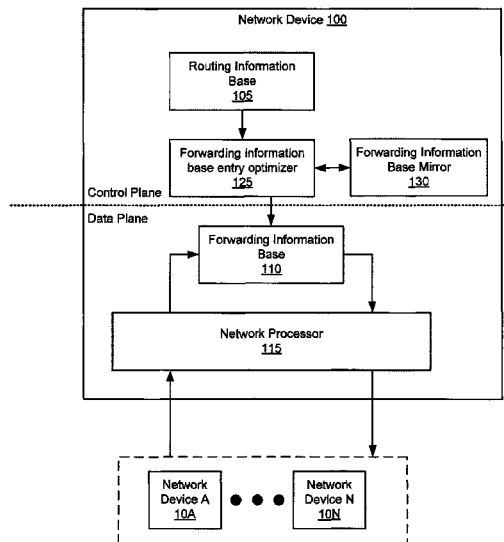 Network Device 100
Routing Information
Base
105
Forwarding information
base entry optimizer
125
Forwarding Information
Base Mirror
130
Control Plane
Data Plane
Forwarding Information
Base
110
Network Processor
115
Network
Device A
10A
Network
Device N
10N